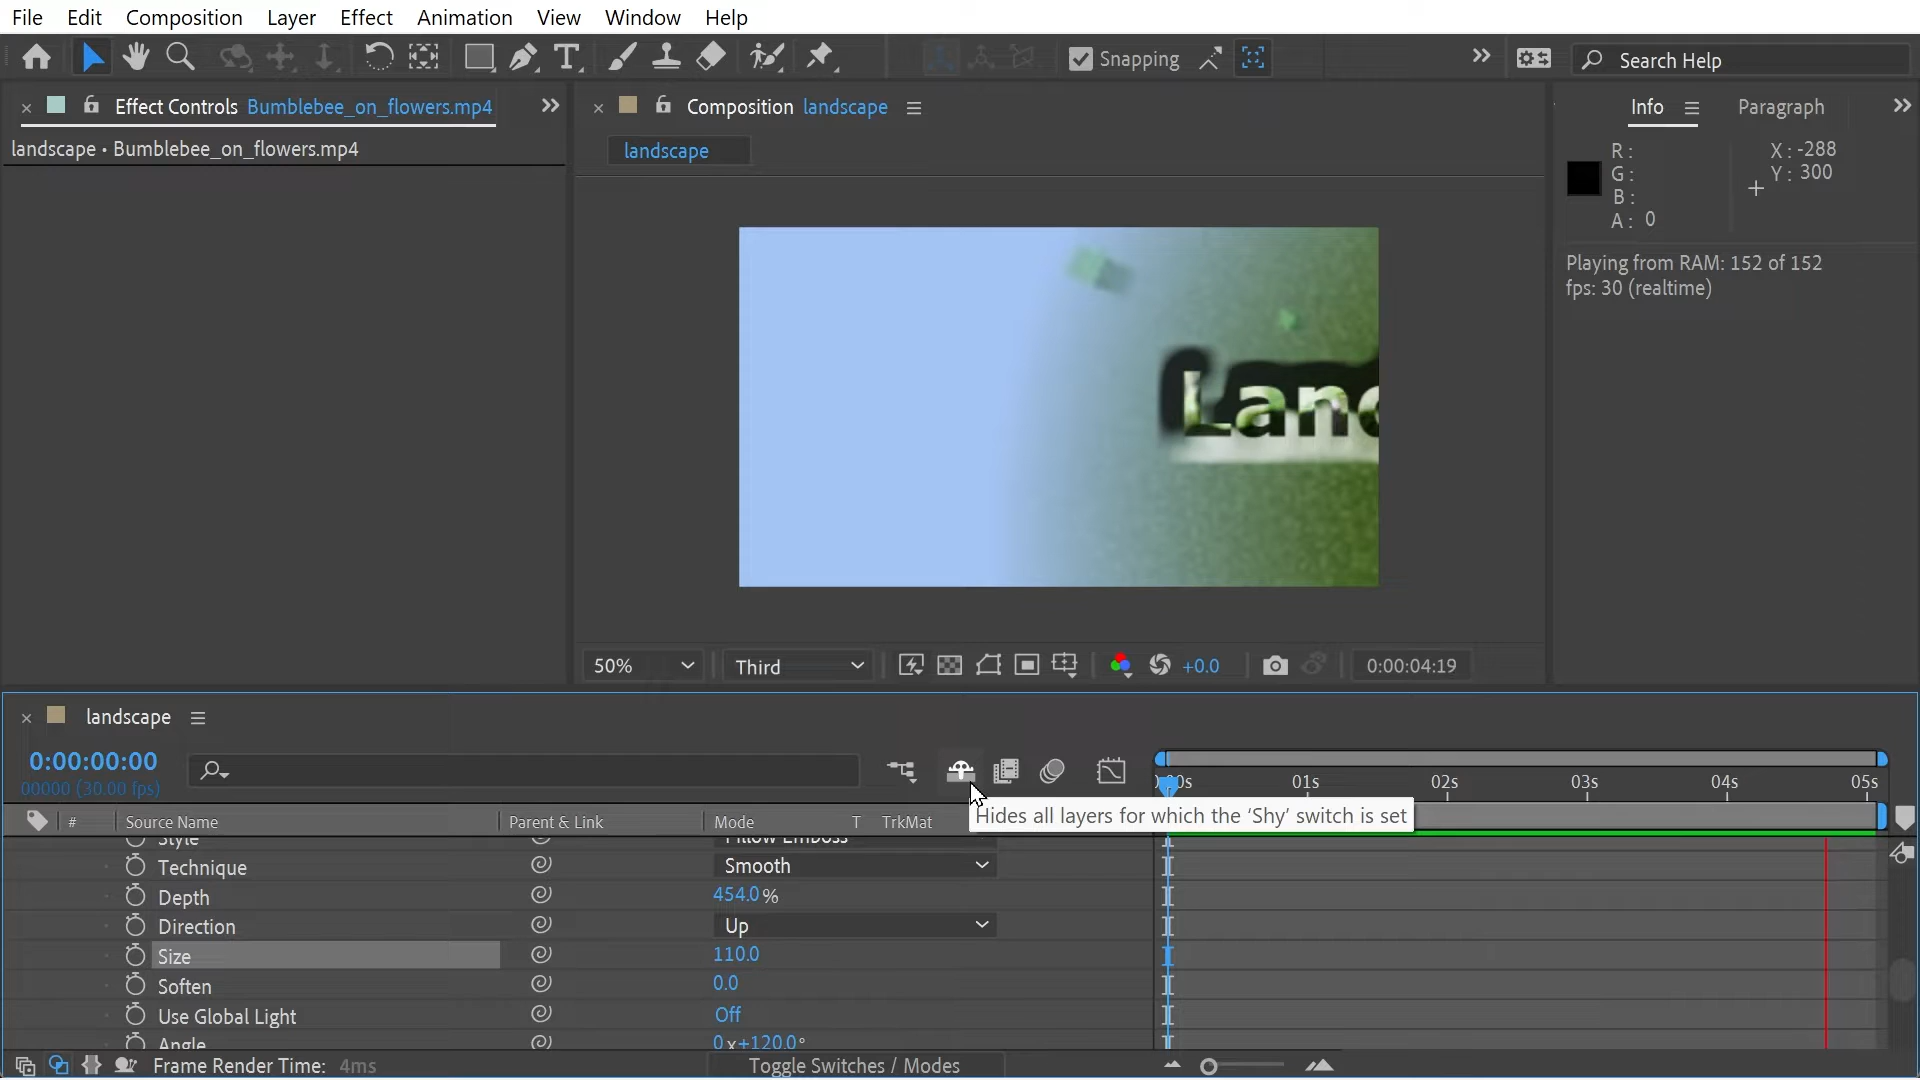 File Edit Composition Layer Effect Animation View Window Help
Snapping
Search Help
Effect Controls Bumblebee_on_flowers.mp4
Composition landscape
Info Paragraph
landscape • Bumblebee_on_flowers.mp4
landscape
R :
G :
B :
A : 0
X : -288
Y : 300
Playing from RAM: 152 of 152
fps: 30 (realtime)
Land
50%
Third
+0.0
0:00:04:19
landscape
0:00:00:00
00000 (30.00 fps)
01s 02s 03s 04s 05s
# Source Name Parent & Link Mode T TrkMat
Hides all layers for which the ‘Shy’ switch is set
Style Pillow Emboss
Technique Smooth
Depth 454.0%
Direction Up
Size 110.0
Soften 0.0
Use Global Light Off
Angle 0x+120.0°
Frame Render Time: 4ms
Toggle Switches / Modes